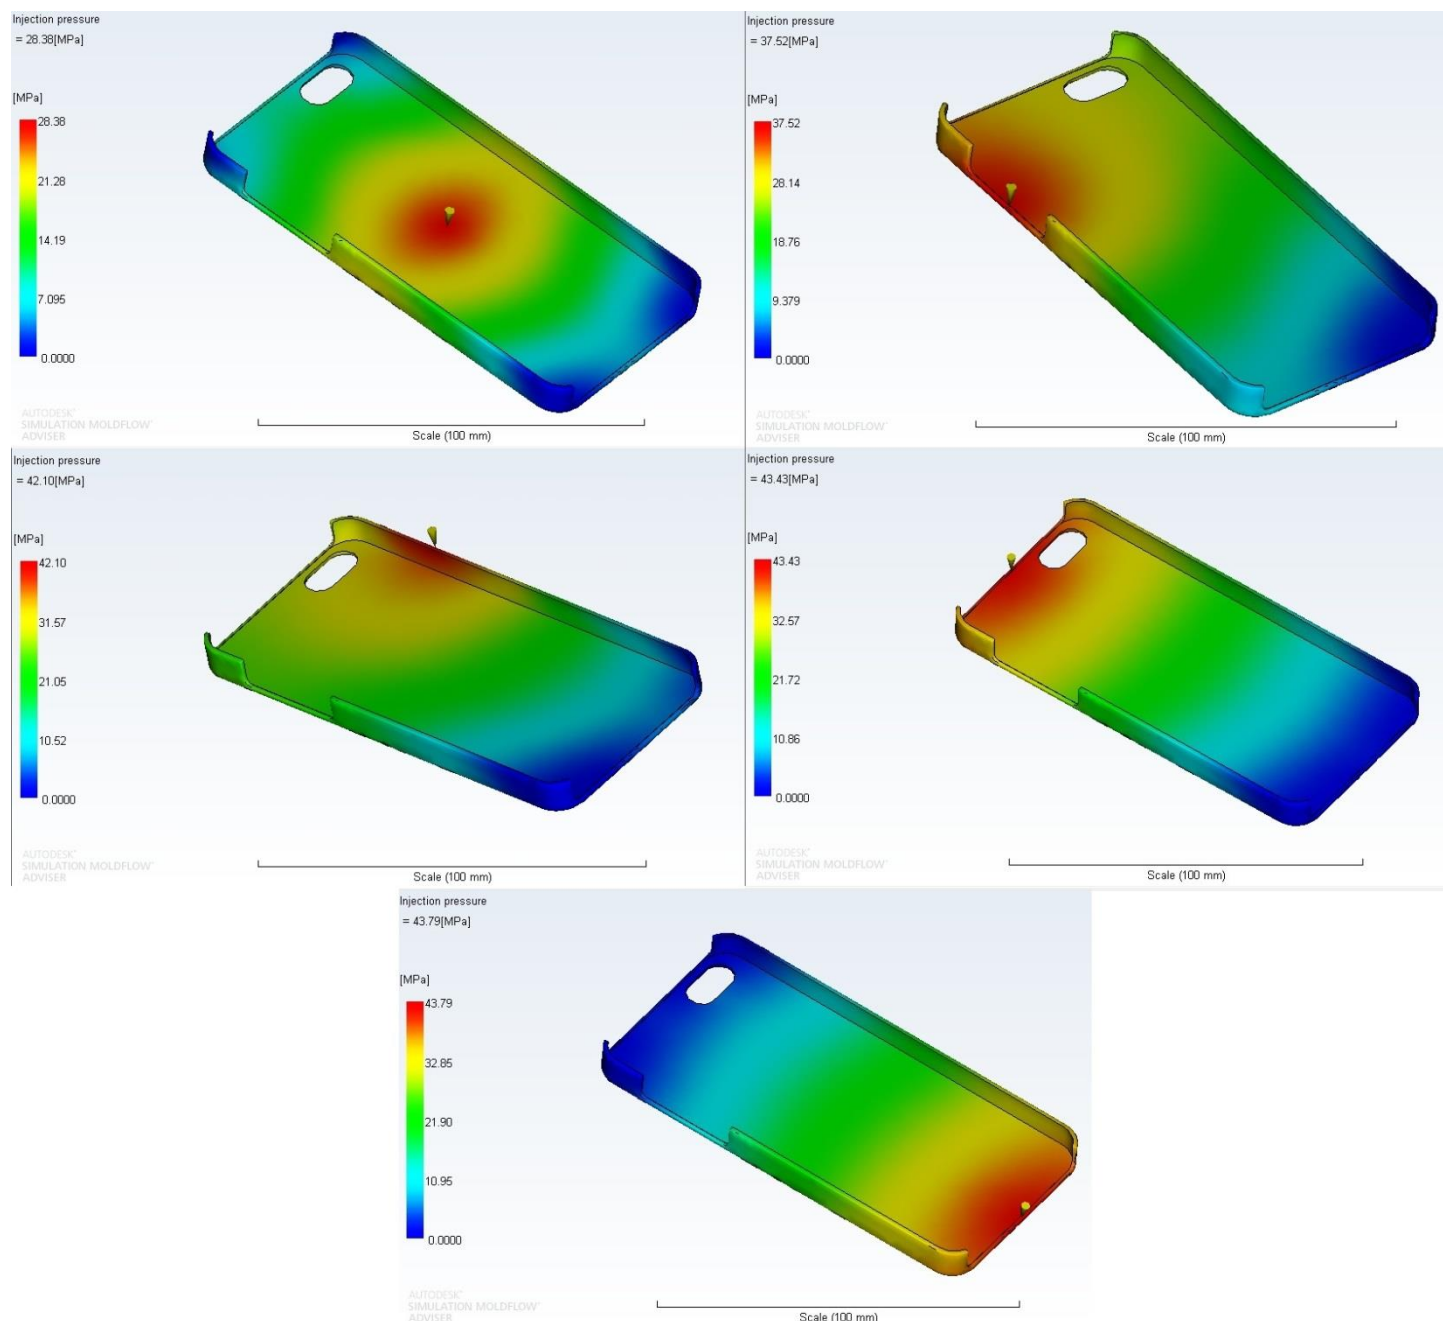 Injection pressure
= 28.38[MPa]
[MPa]
28.38
21.28
14.19
7.095
0.0000
AUTODESK®
SIMULATION MOLDFLOW™
ADVISER
Scale (100 mm)
Injection pressure
= 37.52[MPa]
[MPa]
37.52
28.14
18.76
9.379
0.0000
AUTODESK®
SIMULATION MOLDFLOW™
ADVISER
Scale (100 mm)
Injection pressure
= 42.10[MPa]
[MPa]
42.10
31.57
21.05
10.52
0.0000
AUTODESK®
SIMULATION MOLDFLOW™
ADVISER
Scale (100 mm)
Injection pressure
= 43.43[MPa]
[MPa]
43.43
32.57
21.72
10.86
0.0000
AUTODESK®
SIMULATION MOLDFLOW™
ADVISER
Scale (100 mm)
Injection pressure
= 43.79[MPa]
[MPa]
43.79
32.85
21.90
10.95
0.0000
AUTODESK®
SIMULATION MOLDFLOW™
ADVISER
Scale (100 mm)